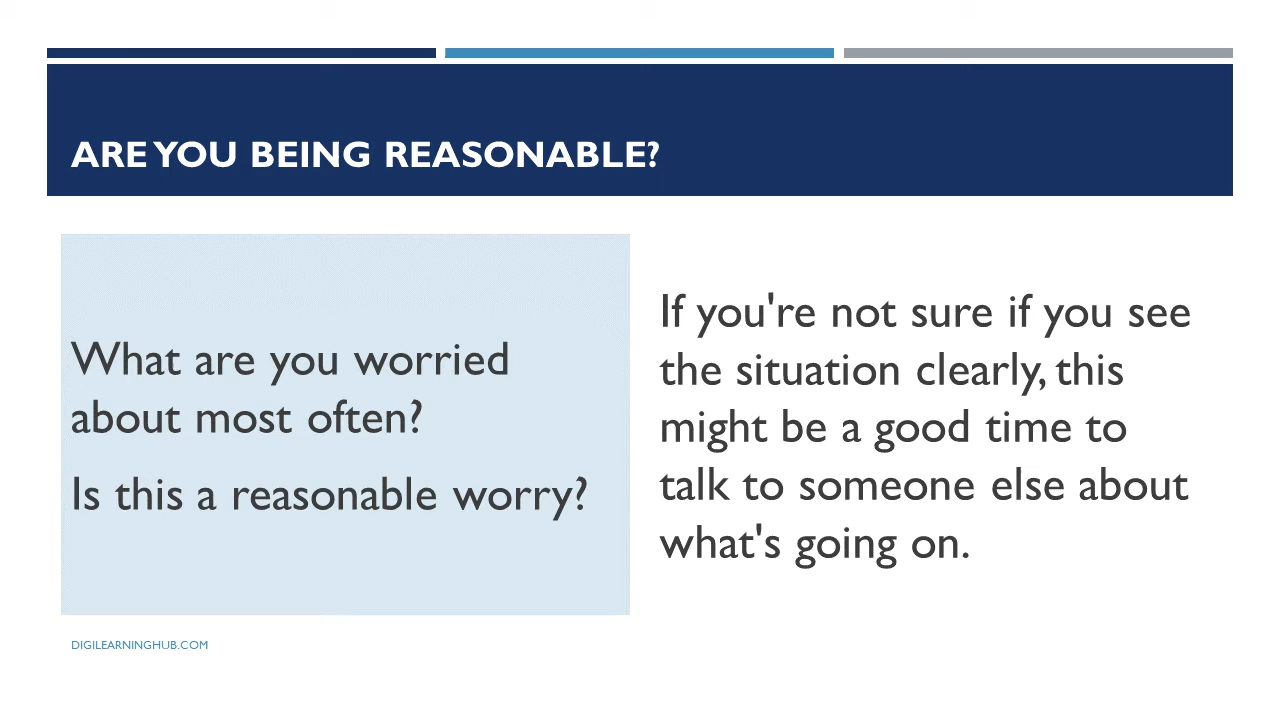 ARE YOU BEING REASONABLE?
What are you worried
about most often?
Is this a reasonable worry?
If you're not sure if you see
the situation clearly, this
might be a good time to
talk to someone else about
what's going on.
DIGILEARNINGHUB.COM